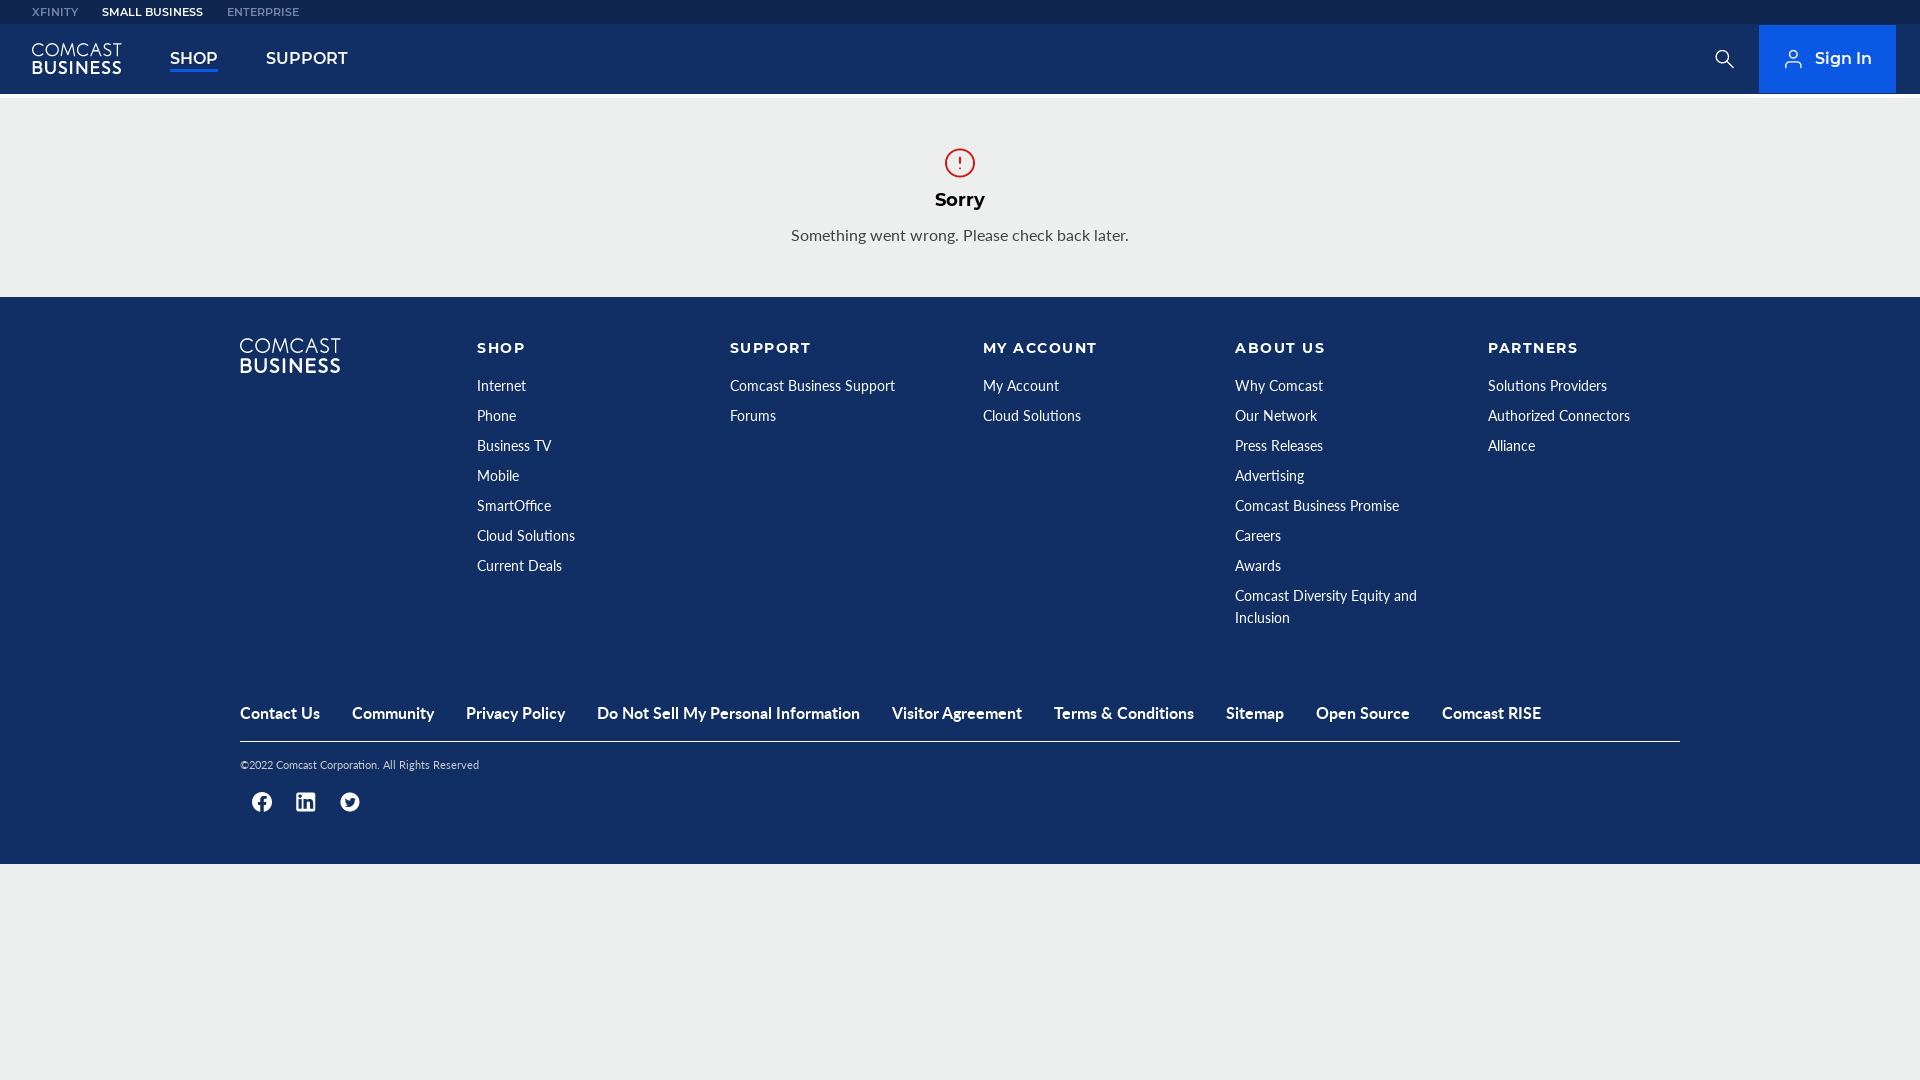 XFINITY SMALL BUSINESS ENTERPRISE
COMCAST
BUSINESS
SHOP SUPPORT
Sign In
Sorry
Something went wrong. Please check back later.
COMCAST
BUSINESS
SHOP
Internet
Phone
Business TV
Mobile
SmartOffice
Cloud Solutions
Current Deals
SUPPORT
Comcast Business Support
Forums
MY ACCOUNT
My Account
Cloud Solutions
ABOUT US
Why Comcast
Our Network
Press Releases
Advertising
Comcast Business Promise
Careers
Awards
Comcast Diversity Equity and
Inclusion
PARTNERS
Solutions Providers
Authorized Connectors
Alliance
Contact Us Community Privacy Policy Do Not Sell My Personal Information Visitor Agreement Terms & Conditions Sitemap Open Source Comcast RISE
©2022 Comcast Corporation. All Rights Reserved